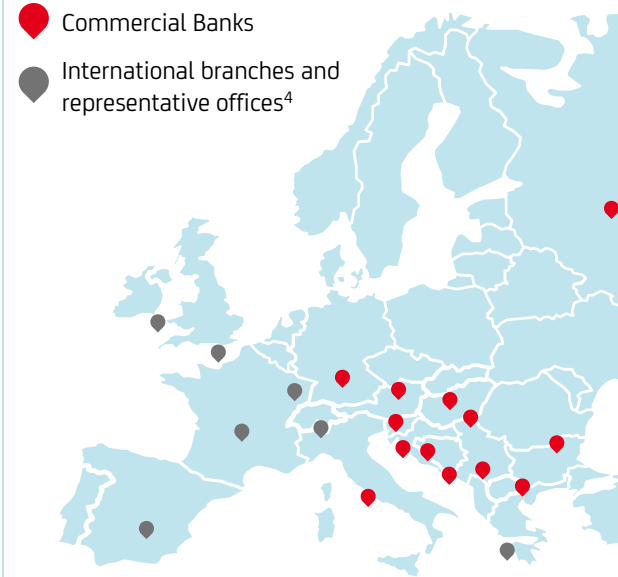 Commercial Banks
International branches and
representative offices⁴